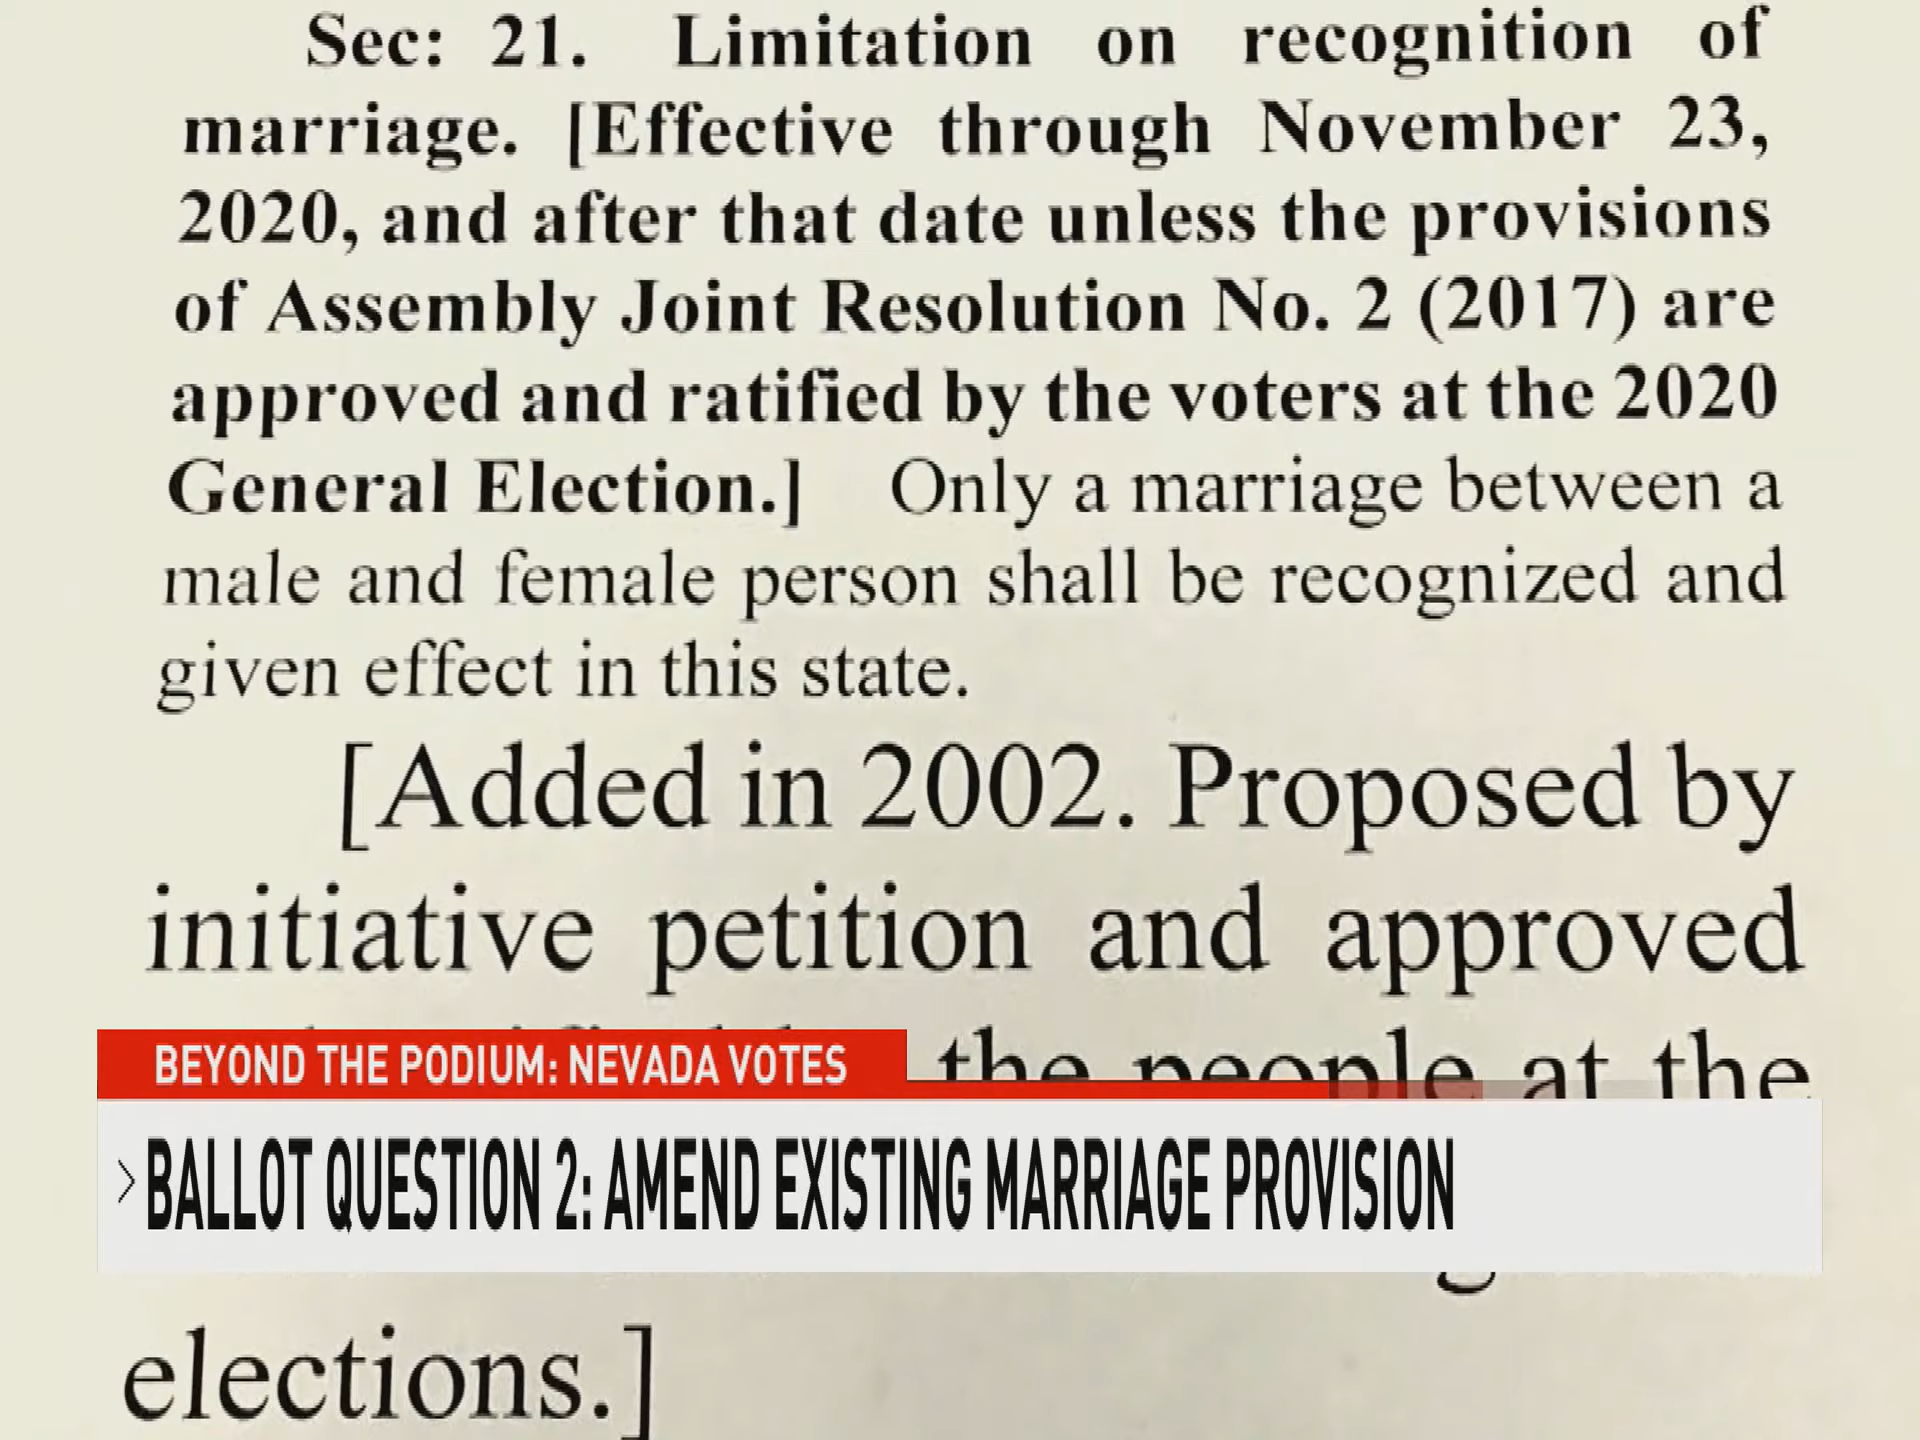 Sec: 21. Limitation on recognition of
marriage. [Effective through November 23,
2020, and after that date unless the provisions
of Assembly Joint Resolution No. 2 (2017) are
approved and ratified by the voters at the 2020
General Election.] Only a marriage between a
male and female person shall be recognized and
given effect in this state.
[Added in 2002. Proposed by
initiative petition and approved
the people at the
BEYOND THE PODIUM: NEVADA VOTES
>BALLOT QUESTION 2: AMEND EXISTING MARRIAGE PROVISION
elections.]